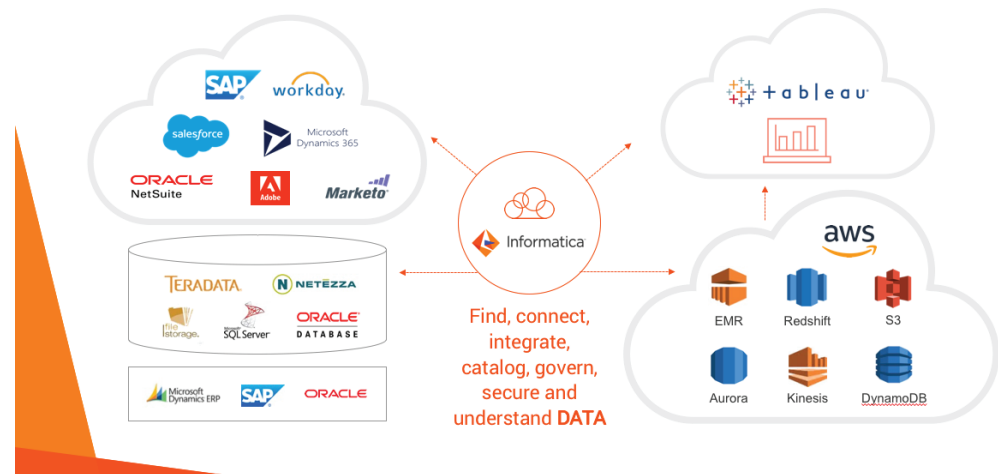 SAP
workday.
salesforce
Microsoft
Dynamics 365
ORACLE
NetSuite
Adobe
Marketo
TERADATA.
N NETEZZA
file
storage.
Microsoft
SQL Server
ORACLE
DATABASE
Microsoft
Dynamics ERP
SAP
ORACLE
Informatica
Find, connect,
integrate,
catalog, govern,
secure and
understand DATA
+ableau
aws
EMR
Redshift
S3
Aurora
Kinesis
DynamoDB